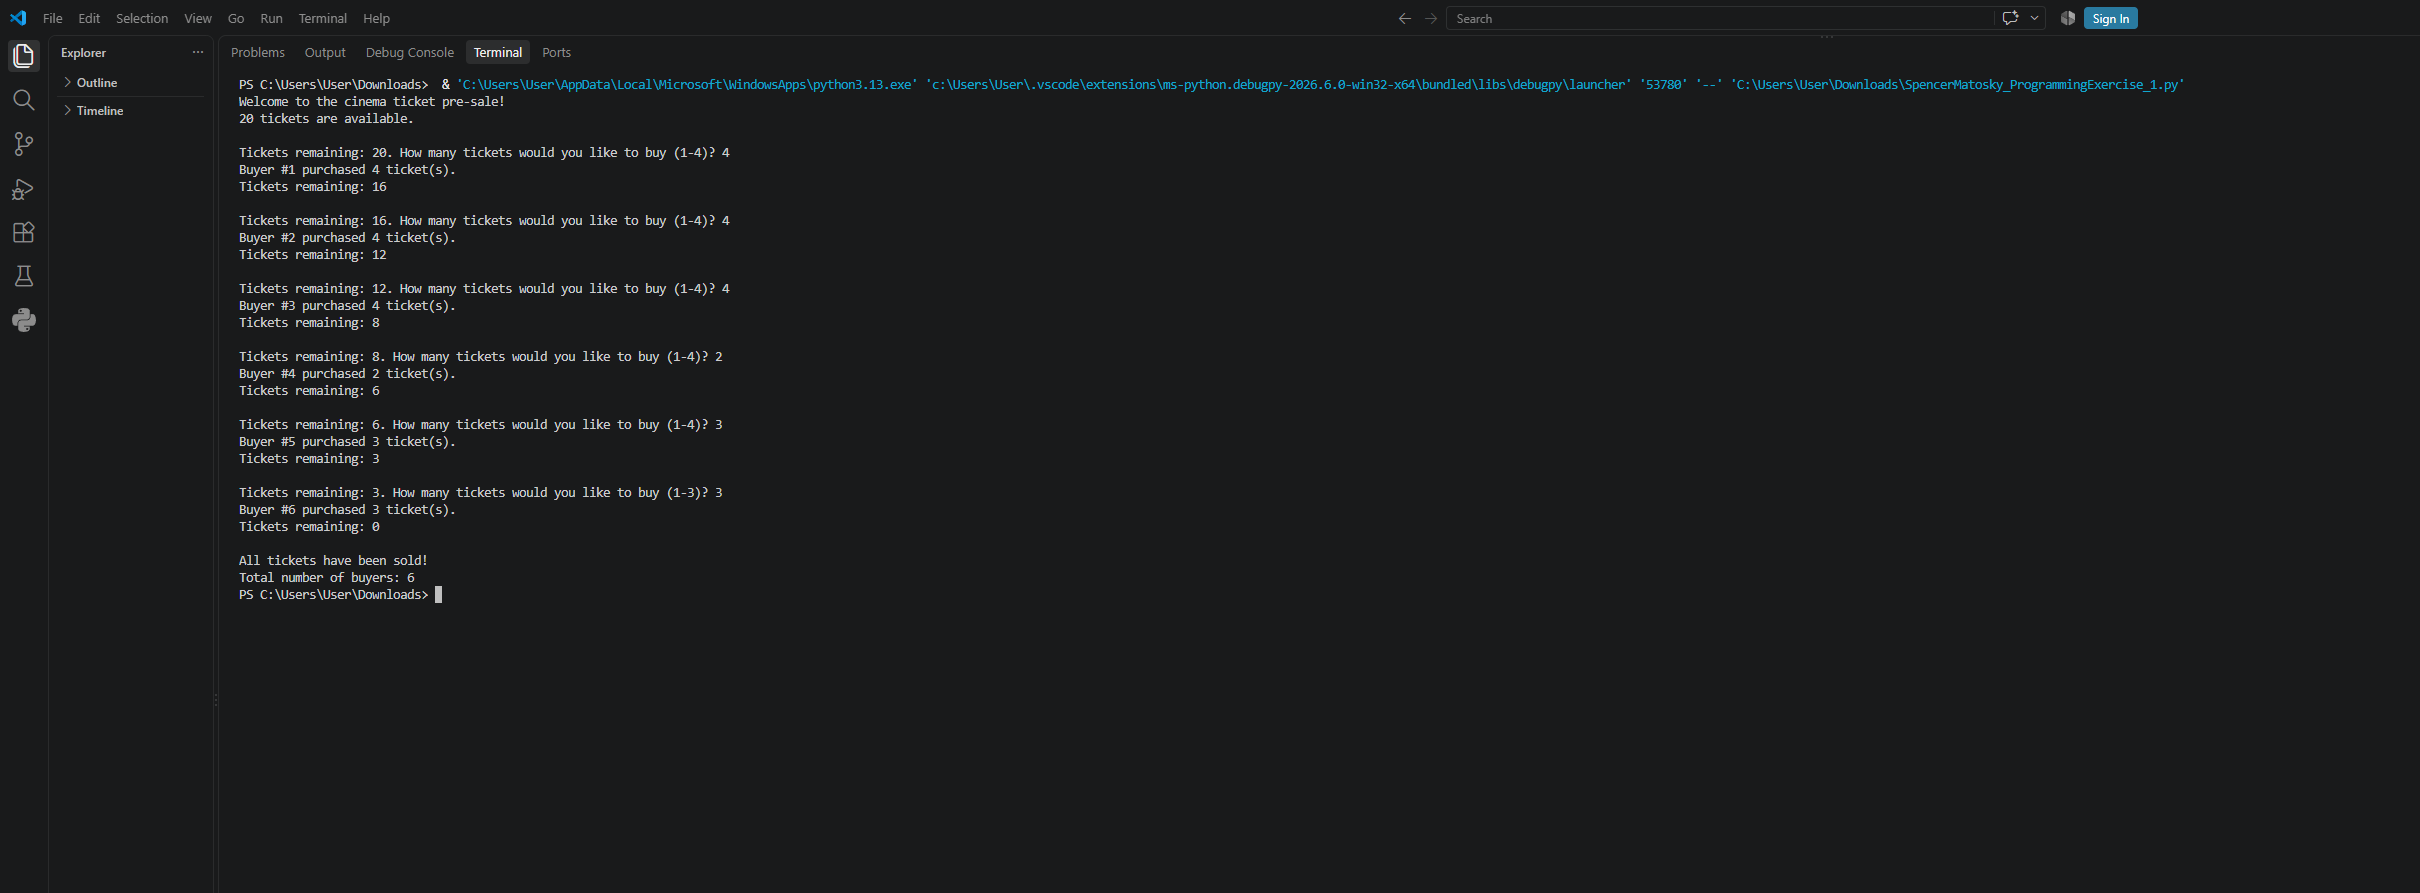 File Edit Selection View Go Run Terminal Help
Search
Sign In
Explorer
Outline
Timeline
Problems Output Debug Console Terminal Ports
PS C:\Users\User\Downloads>  & 'C:\Users\User\AppData\Local\Microsoft\WindowsApps\python3.13.exe' 'c:\Users\User\.vscode\extensions\ms-python.debugpy-2026.6.0-win32-x64\bundled\libs\debugpy\launcher' '53780' '--' 'C:\Users\User\Downloads\SpencerMatosky_ProgrammingExercise_1.py'
Welcome to the cinema ticket pre-sale!
20 tickets are available.
Tickets remaining: 20. How many tickets would you like to buy (1-4)? 4
Buyer #1 purchased 4 ticket(s).
Tickets remaining: 16
Tickets remaining: 16. How many tickets would you like to buy (1-4)? 4
Buyer #2 purchased 4 ticket(s).
Tickets remaining: 12
Tickets remaining: 12. How many tickets would you like to buy (1-4)? 4
Buyer #3 purchased 4 ticket(s).
Tickets remaining: 8
Tickets remaining: 8. How many tickets would you like to buy (1-4)? 2
Buyer #4 purchased 2 ticket(s).
Tickets remaining: 6
Tickets remaining: 6. How many tickets would you like to buy (1-4)? 3
Buyer #5 purchased 3 ticket(s).
Tickets remaining: 3
Tickets remaining: 3. How many tickets would you like to buy (1-3)? 3
Buyer #6 purchased 3 ticket(s).
Tickets remaining: 0
All tickets have been sold!
Total number of buyers: 6
PS C:\Users\User\Downloads>